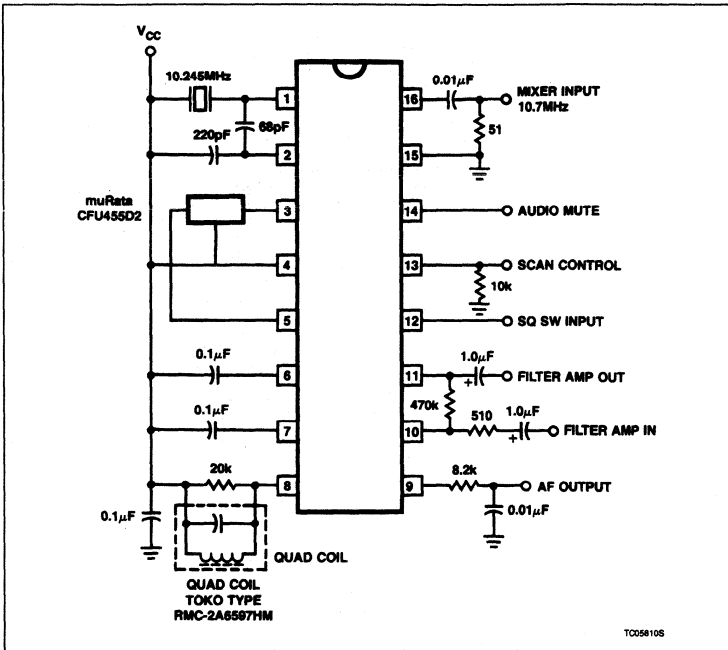 VCC
10.245MHz
68pF
220pF
muRata
CFU455D2
0.1μF
0.1μF
20k
0.1μF
QUAD COIL
QUAD COIL
TOKO TYPE
RMC-2A6597HM
1
2
3
4
5
6
7
8
16
15
14
13
12
11
10
9
0.01μF
MIXER INPUT
10.7MHz
51
AUDIO MUTE
SCAN CONTROL
10k
SQ SW INPUT
1.0μF
+
FILTER AMP OUT
470k
510
1.0μF
+
FILTER AMP IN
8.2k
AF OUTPUT
0.01μF
TC05810S